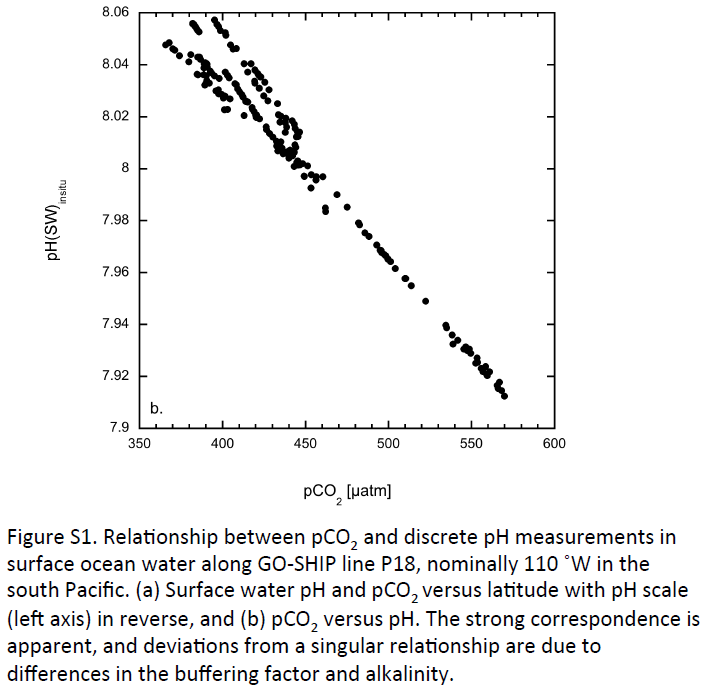 8.06
8.04
8.02
8
7.98
7.96
7.94
7.92
7.9
pH(SW)insitu
b.
350 400 450 500 550 600
pCO2 [µatm]
Figure S1. Relationship between pCO2 and discrete pH measurements in
surface ocean water along GO-SHIP line P18, nominally 110 ˚W in the
south Pacific. (a) Surface water pH and pCO2 versus latitude with pH scale
(left axis) in reverse, and (b) pCO2 versus pH. The strong correspondence is
apparent, and deviations from a singular relationship are due to
differences in the buffering factor and alkalinity.